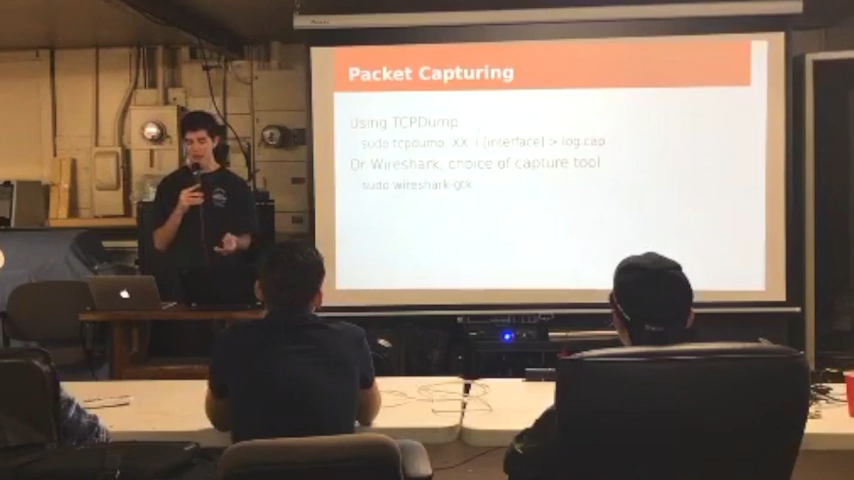 Packet Capturing
Using TCPDump
sudo tcpdump -XX -i [interface] > log.cap
Or Wireshark, choice of capture tool
sudo wireshark-gtk